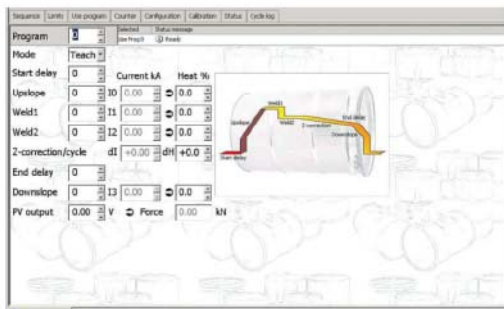 Sequence Limits Use program Counter Configuration Calibration Status Cycle log
Program 0 Selected Status message
Use Prog 0 Ready
Mode Teach
Start delay 0 Current kA Heat %
Upslope 0 I0 0.00 0.0
Weld1 0 I1 0.00 0.0
Weld2 0 I2 0.00 0.0
Z-correction/cycle dI +0.00 dH +0.0
End delay 0
Downslope 0 I3 0.00 0.0
PV output 0.00 V Force 0.00 kN
Weld1
Upslope Weld2 Z-correction End delay
Downslope
Start delay